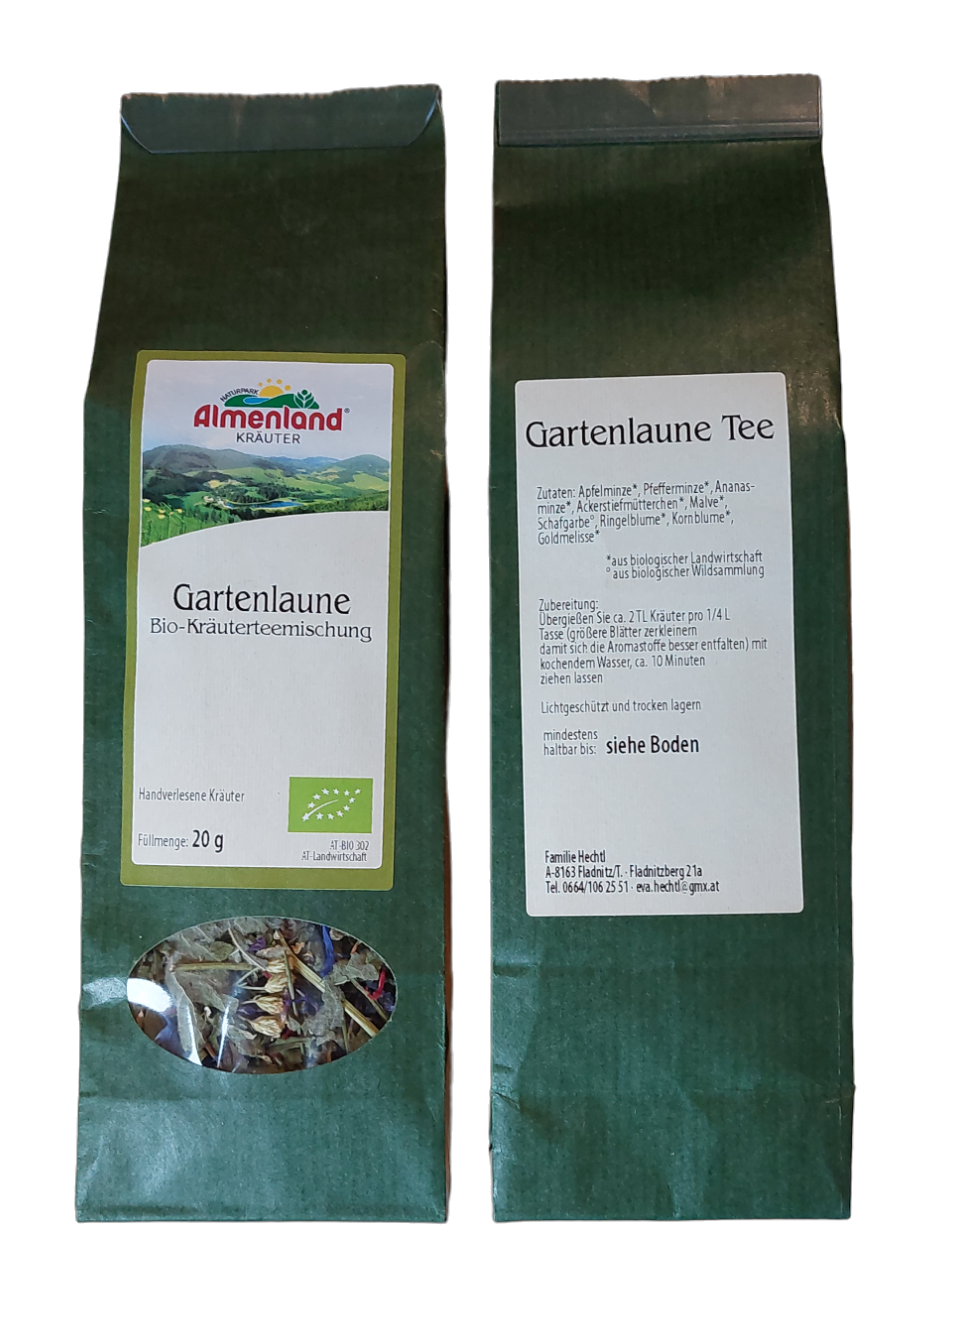 NATURPARK
Almenland®
KRÄUTER
Gartenlaune
Bio-Kräuterteemischung
Handverlesene Kräuter
Füllmenge: 20 g
AT-BIO 302
AT-Landwirtschaft
Gartenlaune Tee
Zutaten: Apfelminze*, Pfefferminze*, Ananas-
minze*, Ackerstiefmütterchen*, Malve*,
Schafgarbe°, Ringelblume*, Kornblume*,
Goldmelisse*
*aus biologischer Landwirtschaft
°aus biologischer Wildsammlung
Zubereitung:
Übergießen Sie ca. 2 TL Kräuter pro 1/4 L
Tasse (größere Blätter zerkleinern
damit sich die Aromastoffe besser entfalten) mit
kochendem Wasser, ca. 10 Minuten
ziehen lassen
Lichtgeschützt und trocken lagern
mindestens
haltbar bis: siehe Boden
Familie Hechtl
A-8163 Fladnitz/T. · Fladnitzberg 21a
Tel. 0664/106 25 51 · eva.hechtl@gmx.at